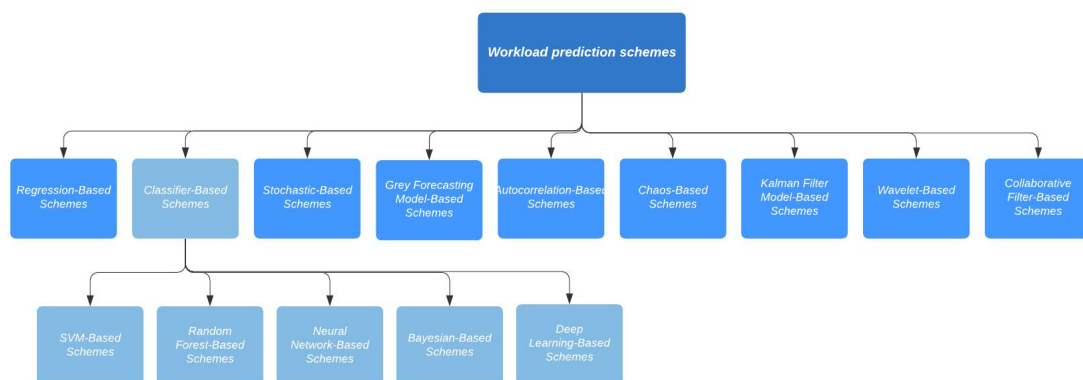 Workload prediction schemes
Regression-Based
Schemes
Classifier-Based
Schemes
Stochastic-Based
Schemes
Grey Forecasting
Model-Based
Schemes
Autocorrelation-Based
Schemes
Chaos-Based
Schemes
Kalman Filter
Model-Based
Schemes
Wavelet-Based
Schemes
Collaborative
Filter-Based
Schemes
SVM-Based
Schemes
Random
Forest-Based
Schemes
Neural
Network-Based
Schemes
Bayesian-Based
Schemes
Deep
Learning-Based
Schemes